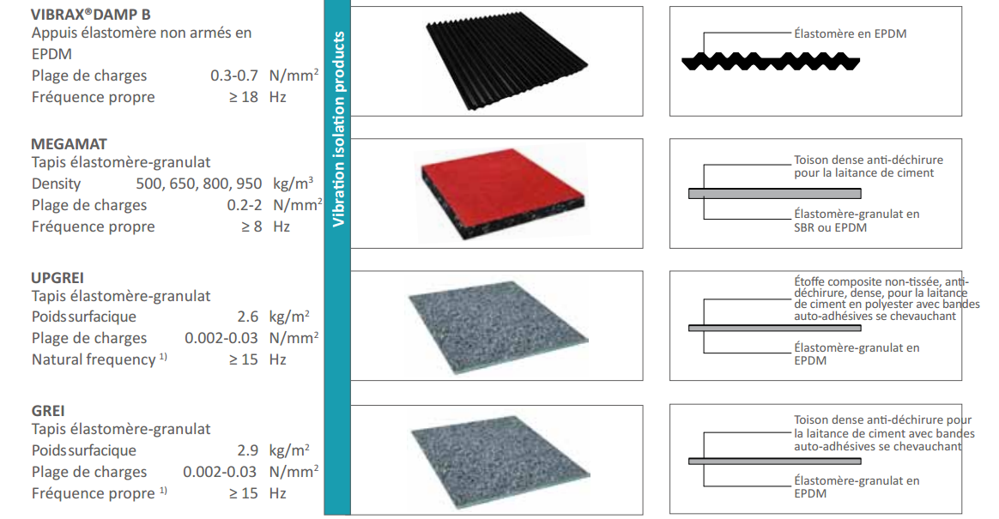 VIBRAX®DAMP B
Appuis élastomère non armés en
EPDM
Plage de charges 0.3-0.7 N/mm²
Fréquence propre ≥ 18 Hz
Élastomère en EPDM
Vibration isolation products
MEGAMAT
Tapis élastomère-granulat
Density 500, 650, 800, 950 kg/m³
Plage de charges 0.2-2 N/mm²
Fréquence propre ≥ 8 Hz
Toison dense anti-déchirure
pour la laitance de ciment
Élastomère-granulat en
SBR ou EPDM
UPGREI
Tapis élastomère-granulat
Poids surfacique 2.6 kg/m²
Plage de charges 0.002-0.03 N/mm²
Natural frequency ¹⁾ ≥ 15 Hz
Étoffe composite non-tissée, anti-
déchirure, dense, pour la laitance
de ciment en polyester avec bandes
auto-adhésives se chevauchant
Élastomère-granulat en
EPDM
GREI
Tapis élastomère-granulat
Poids surfacique 2.9 kg/m²
Plage de charges 0.002-0.03 N/mm²
Fréquence propre ¹⁾ ≥ 15 Hz
Toison dense anti-déchirure pour
la laitance de ciment avec bandes
auto-adhésives se chevauchant
Élastomère-granulat en
EPDM